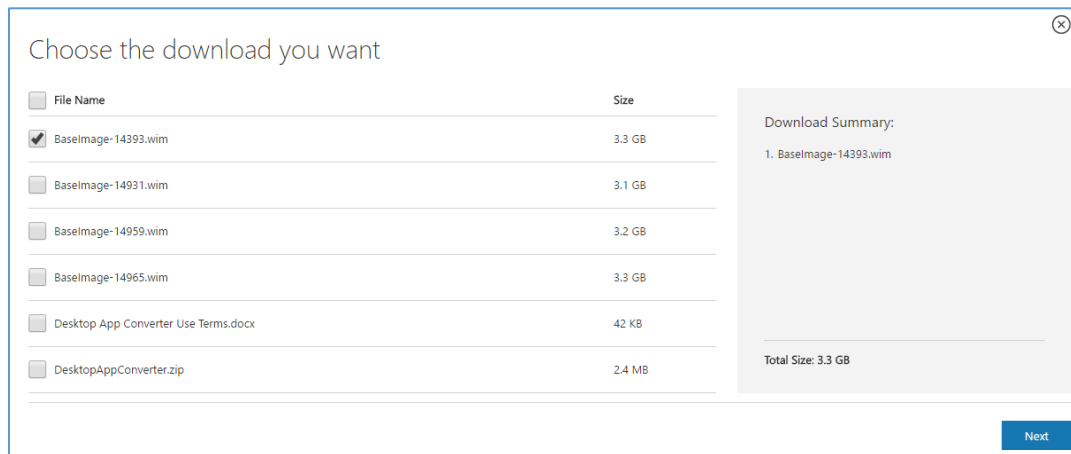 Choose the download you want
File Name Size
BaseImage-14393.wim 3.3 GB
BaseImage-14931.wim 3.1 GB
BaseImage-14959.wim 3.2 GB
BaseImage-14965.wim 3.3 GB
Desktop App Converter Use Terms.docx 42 KB
DesktopAppConverter.zip 2.4 MB
Download Summary:
1. BaseImage-14393.wim
Total Size: 3.3 GB
Next